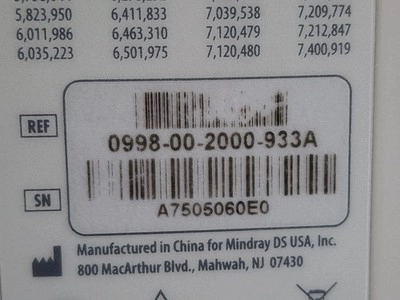 5,823,950 6,411,833 7,039,538 7,209,774
6,011,986 6,463,310 7,120,479 7,212,847
6,035,223 6,501,975 7,120,480 7,400,919
REF
0998-00-2000-933A
SN
A7505060E0
Manufactured in China for Mindray DS USA, Inc.
800 MacArthur Blvd., Mahwah, NJ 07430